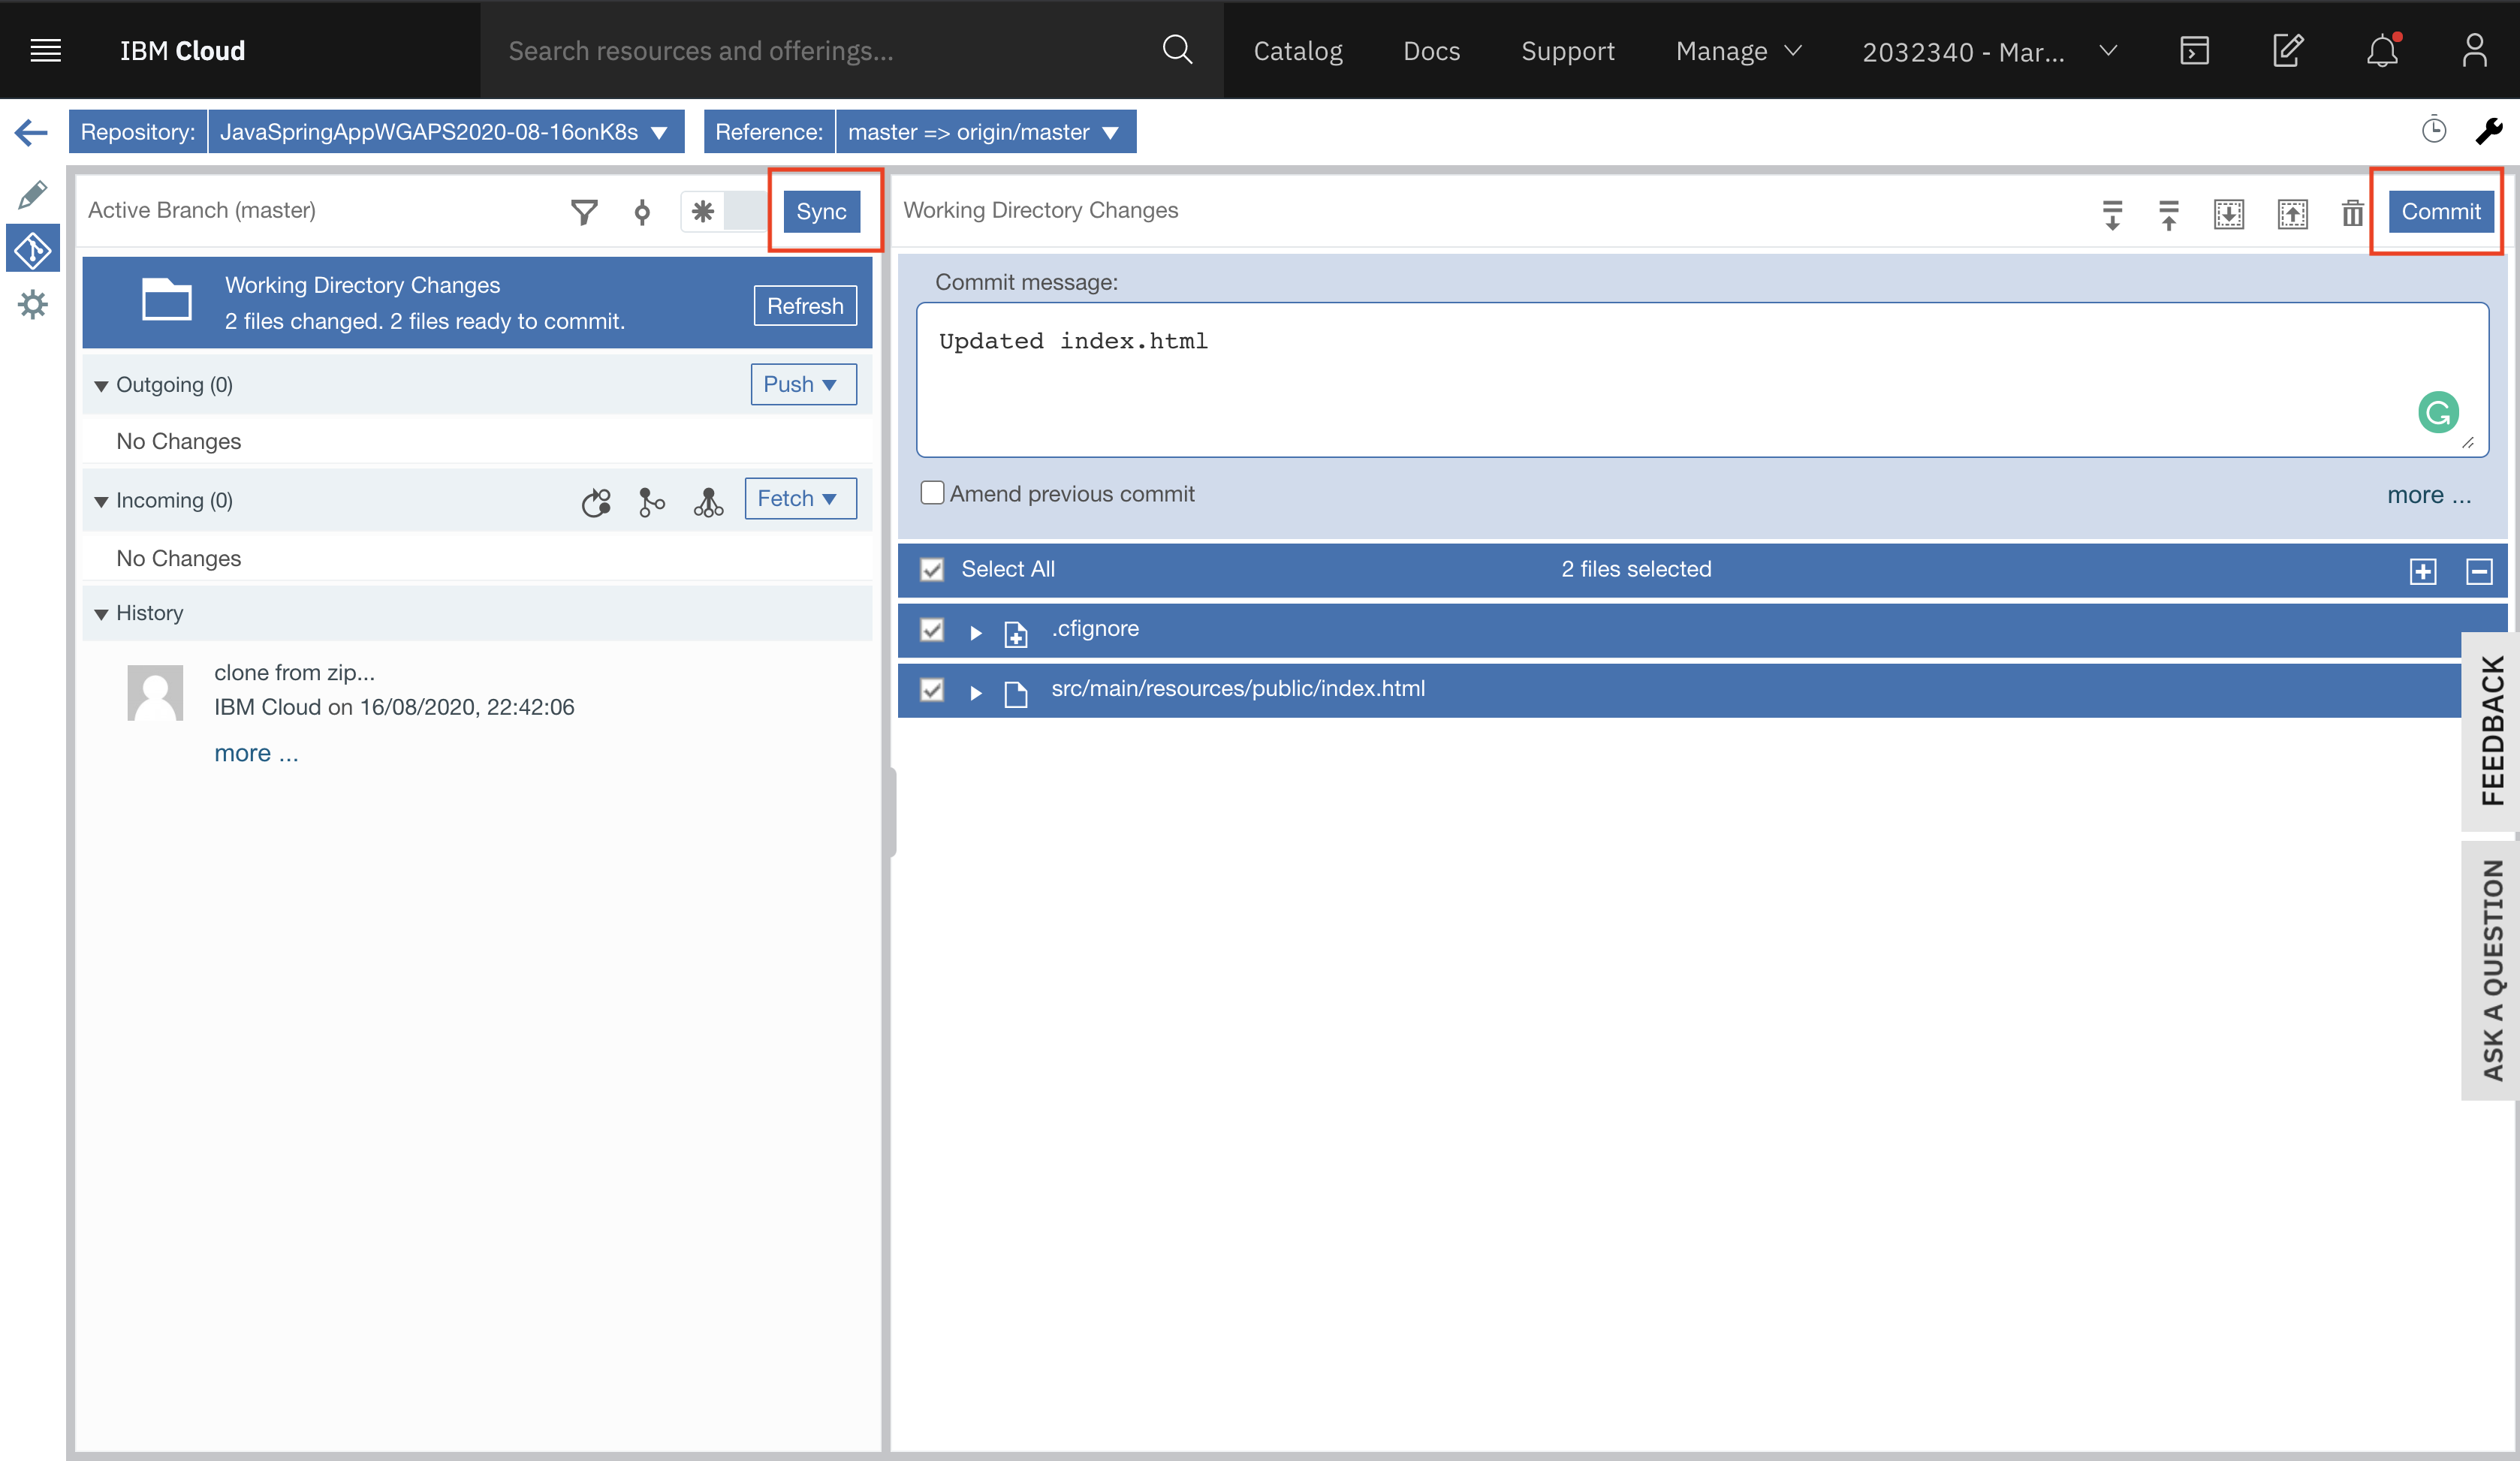 IBM Cloud
Search resources and offerings...
Catalog
Docs
Support
Manage
2032340 - Mar...
Repository:
JavaSpringAppWGAPS2020-08-16onK8s
Reference:
master => origin/master
Active Branch (master)
Sync
Working Directory Changes
2 files changed. 2 files ready to commit.
Refresh
Outgoing (0)
Push
No Changes
Incoming (0)
Fetch
No Changes
History
clone from zip...
IBM Cloud on 16/08/2020, 22:42:06
more ...
Working Directory Changes
Commit
Commit message:
Updated index.html
Amend previous commit
more ...
Select All
2 files selected
.cfignore
src/main/resources/public/index.html
FEEDBACK
ASK A QUESTION